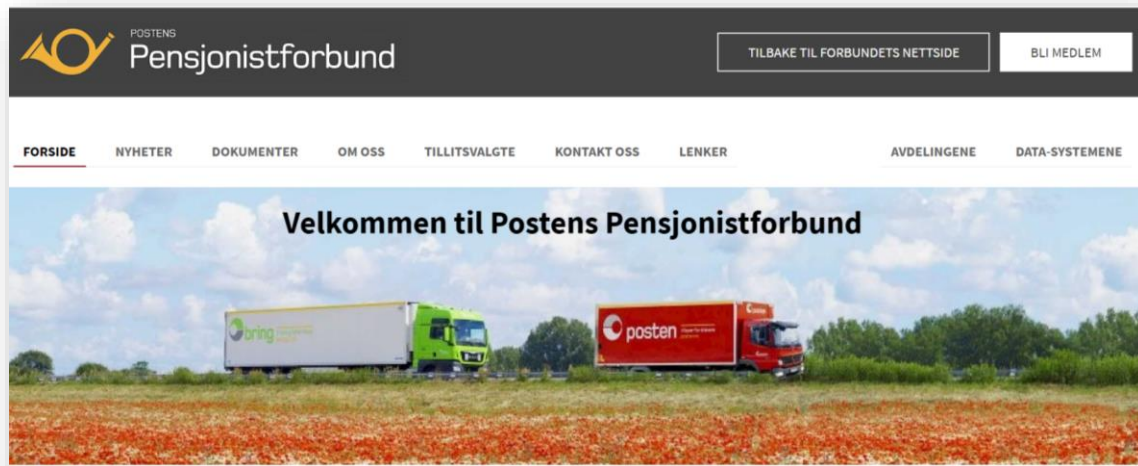 POSTENS
Pensjonistforbund
TILBAKE TIL FORBUNDETS NETTSIDE
BLI MEDLEM
FORSIDE NYHETER DOKUMENTER OM OSS TILLITSVALGTE KONTAKT OSS LENKER AVDELINGENE DATA-SYSTEMENE
Velkommen til Postens Pensjonistforbund
bring
posten